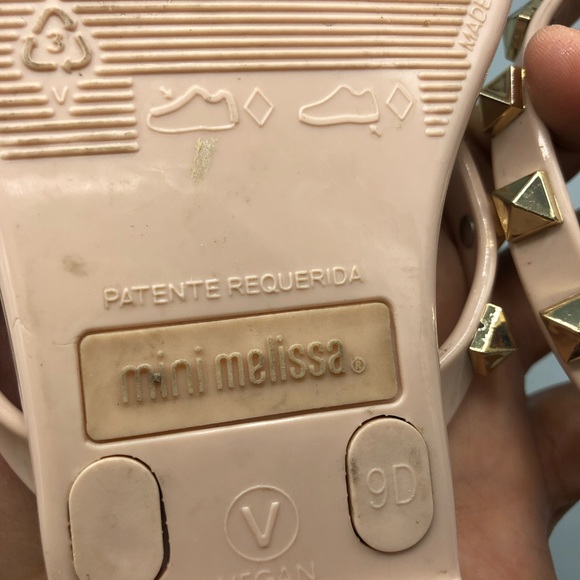 MADE
3
V
PATENTE REQUERIDA
mini melissa®
9D
V
VEGAN